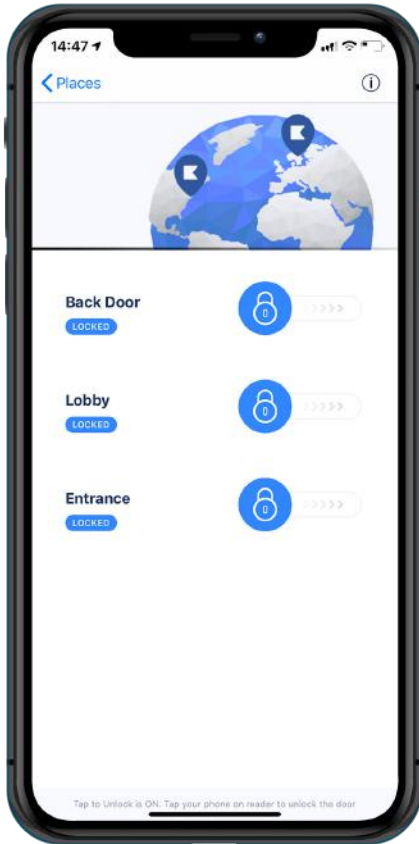 14:47
Places
Back Door
LOCKED
Lobby
LOCKED
Entrance
LOCKED
Tap to Unlock is ON. Tap your phone on reader to unlock the door